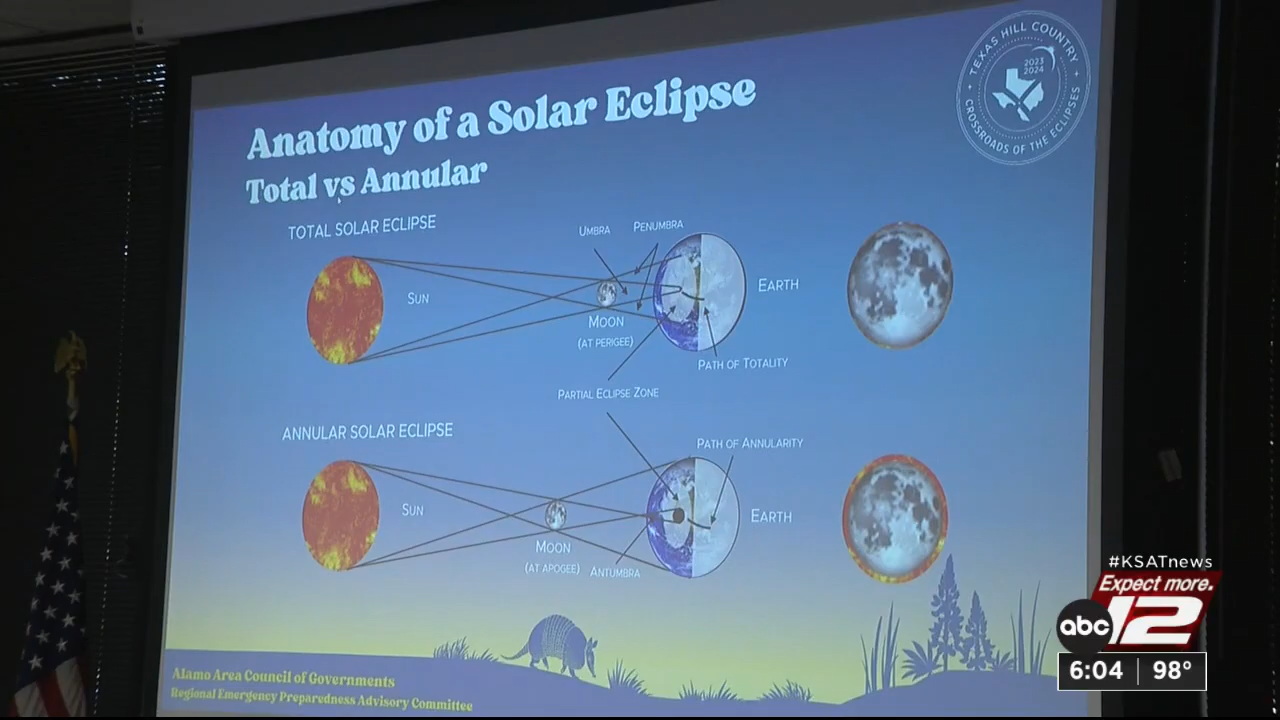 Anatomy of a Solar Eclipse
Total vs Annular
TEXAS HILL COUNTRY
2023
2024
CROSSROADS OF THE ECLIPSES
TOTAL SOLAR ECLIPSE
UMBRA
PENUMBRA
SUN
EARTH
MOON
(AT PERIGEE)
PATH OF TOTALITY
PARTIAL ECLIPSE ZONE
ANNULAR SOLAR ECLIPSE
PATH OF ANNULARITY
SUN
EARTH
MOON
(AT APOGEE)
ANTUMBRA
#KSATnews
Expect more.
abc 12
6:04 98°
Alamo Area Council of Governments
Regional Emergency Preparedness Advisory Committee